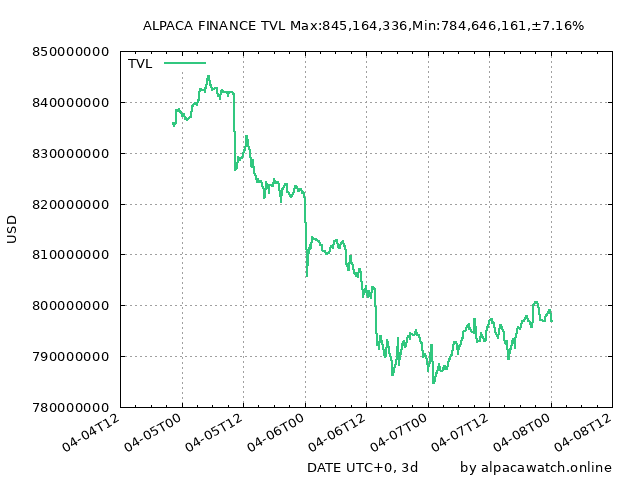 ALPACA FINANCE TVL Max:845,164,336,Min:784,646,161,±7.16%
850000000
TVL
840000000
830000000
820000000
USD
810000000
800000000
790000000
780000000
04-04T12
04-05T00
04-05T12
04-06T00
04-06T12
04-07T00
04-07T12
04-08T00
04-08T12
DATE UTC+0, 3d
by alpacawatch.online